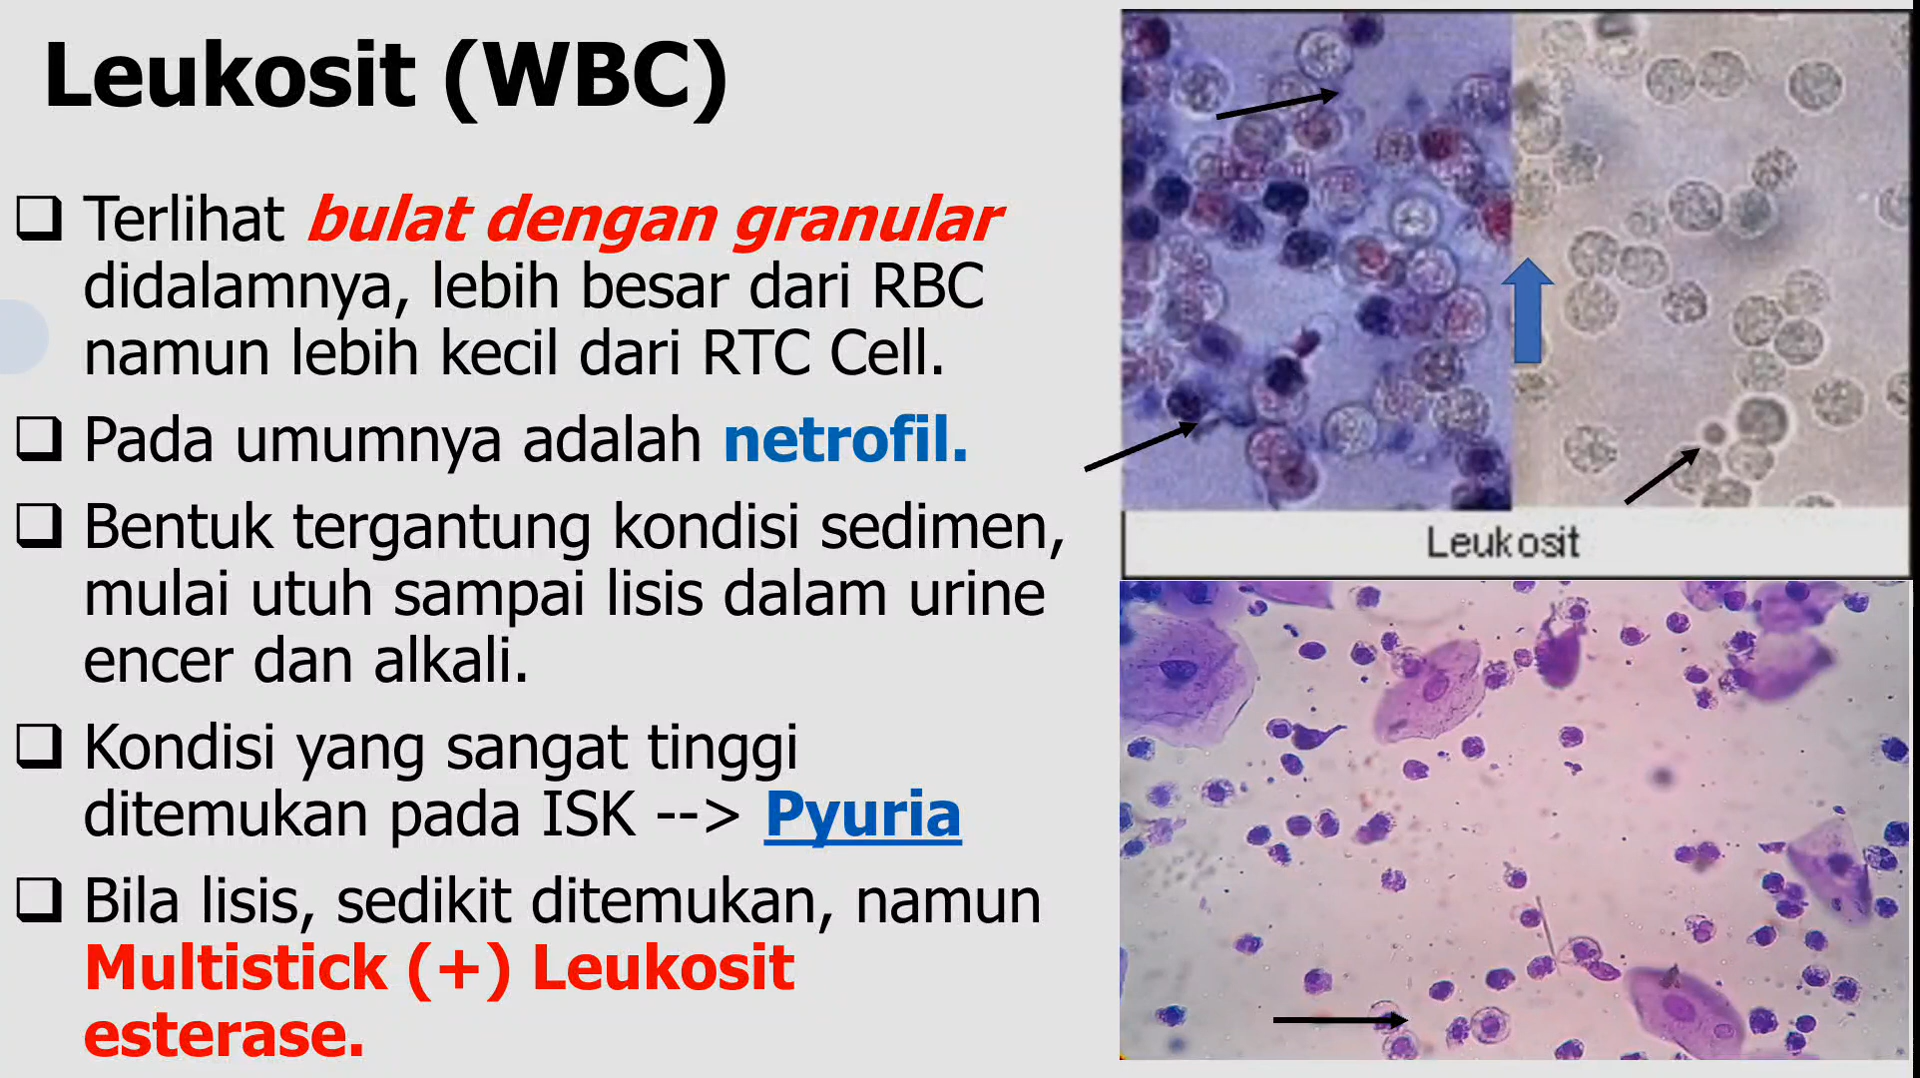 Leukosit (WBC)
Terlihat bulat dengan granular
didalamnya, lebih besar dari RBC
namun lebih kecil dari RTC Cell.
Pada umumnya adalah netrofil.
Bentuk tergantung kondisi sedimen,
mulai utuh sampai lisis dalam urine
encer dan alkali.
Kondisi yang sangat tinggi
ditemukan pada ISK --> Pyuria
Bila lisis, sedikit ditemukan, namun
Multistick (+) Leukosit
esterase.
Leukosit